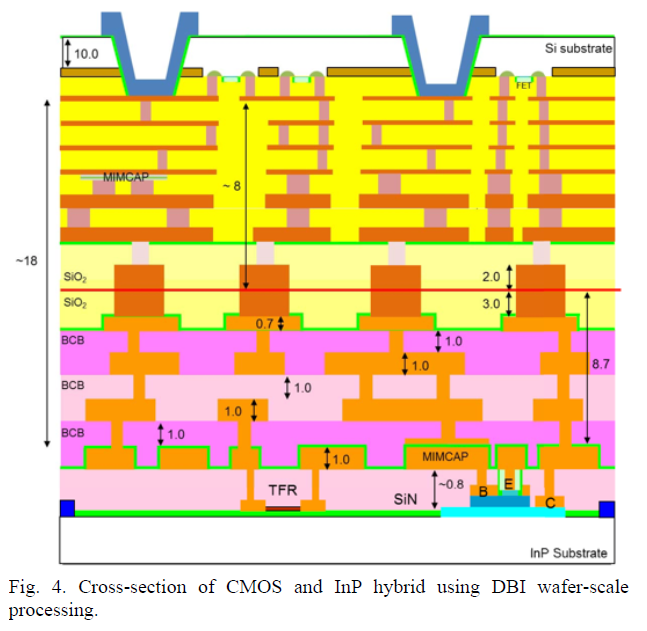 10.0
Si substrate
FET
MIMCAP
~ 8
~18
SiO2
2.0
SiO2
3.0
0.7
BCB
1.0
1.0
8.7
BCB
1.0
1.0
BCB
1.0
1.0
MIMCAP
TFR
SiN
~0.8
B
E
C
InP Substrate
Fig. 4. Cross-section of CMOS and InP hybrid using DBI wafer-scale
processing.